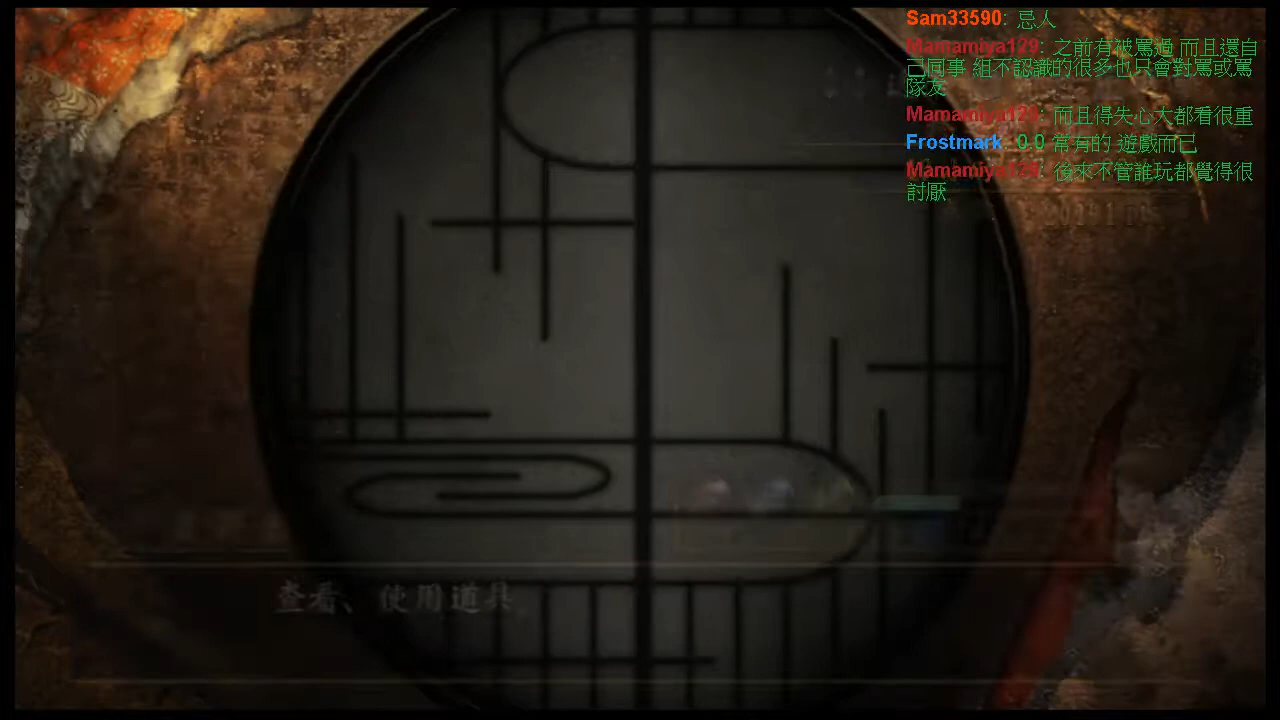 Sam33590: 忌人
Mamamiya129: 之前有被罵過 而且還自
己同事 組不認識的很多也只會對罵或罵
隊友
Mamamiya129: 而且得失心大都看很重
Frostmark: 0.0 常有的 遊戲而已
Mamamiya129: 後來不管誰玩都覺得很
討厭
查看、使用道具